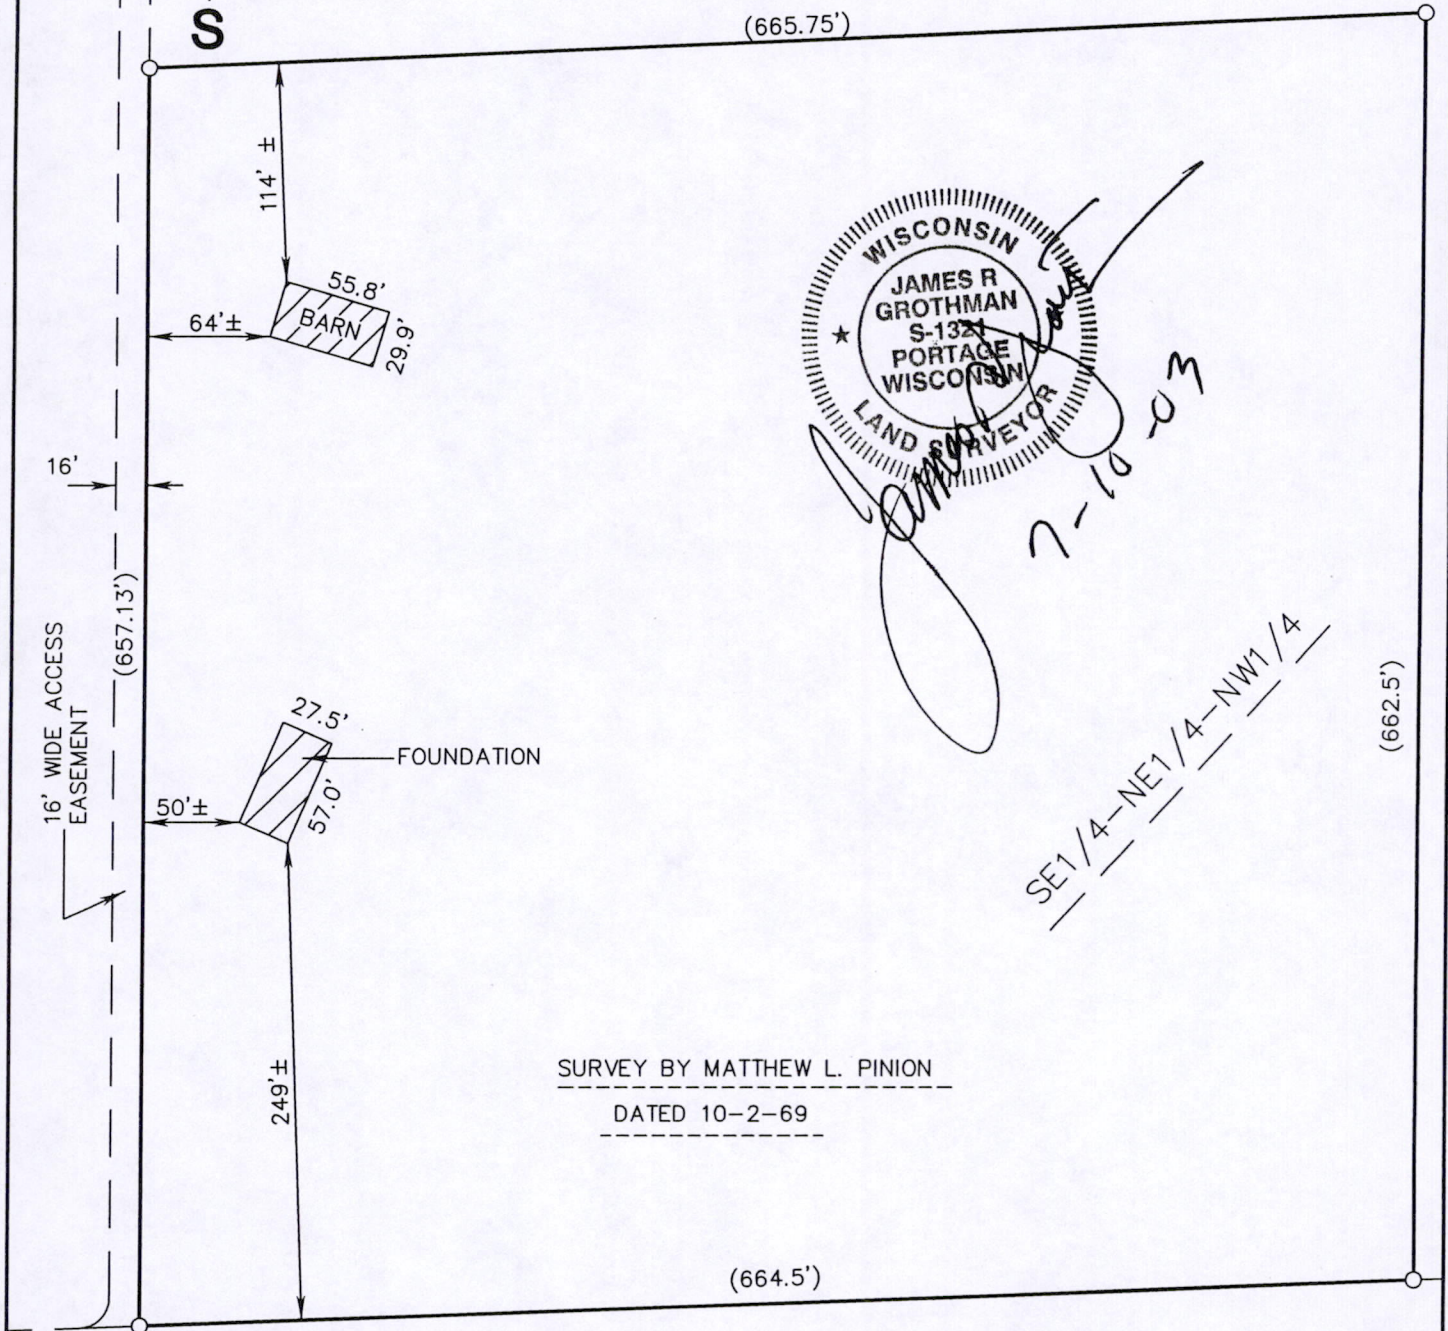 S
(665.75')
114' ±
55.8'
BARN
29.9'
64'±
WISCONSIN
JAMES R
GROTHMAN
S-1321
PORTAGE
WISCONSIN
LAND SURVEYOR
7-10-03
16'
(657.13')
16' WIDE ACCESS
EASEMENT
27.5'
FOUNDATION
57.0'
50'±
SE1/4-NE1/4-NW1/4
(662.5')
249'±
SURVEY BY MATTHEW L. PINION
DATED 10-2-69
(664.5')